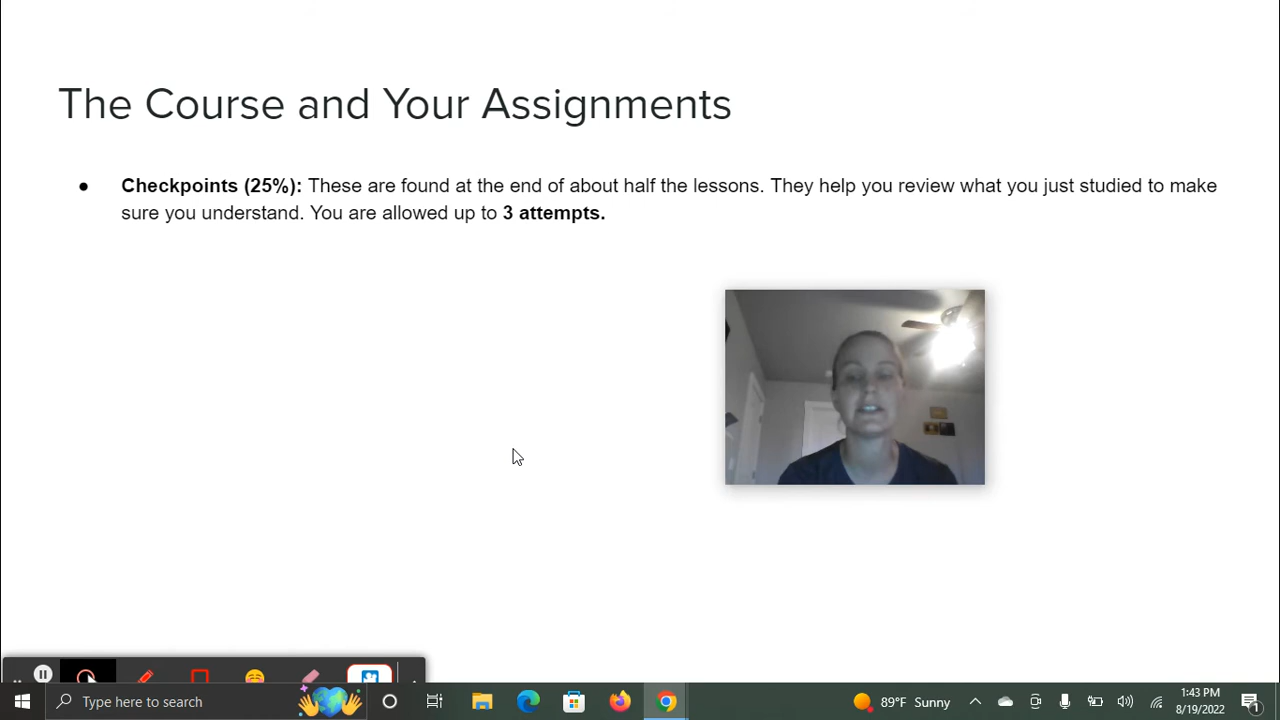 The Course and Your Assignments
● Checkpoints (25%): These are found at the end of about half the lessons. They help you review what you just studied to make
sure you understand. You are allowed up to 3 attempts.
Type here to search
89°F Sunny
1:43 PM
8/19/2022
1